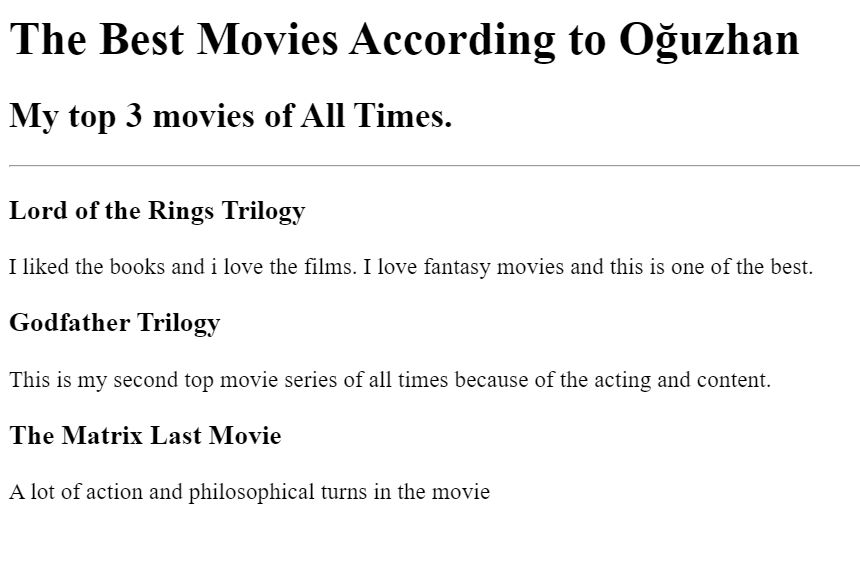 The Best Movies According to Oğuzhan
My top 3 movies of All Times.
Lord of the Rings Trilogy
I liked the books and i love the films. I love fantasy movies and this is one of the best.
Godfather Trilogy
This is my second top movie series of all times because of the acting and content.
The Matrix Last Movie
A lot of action and philosophical turns in the movie